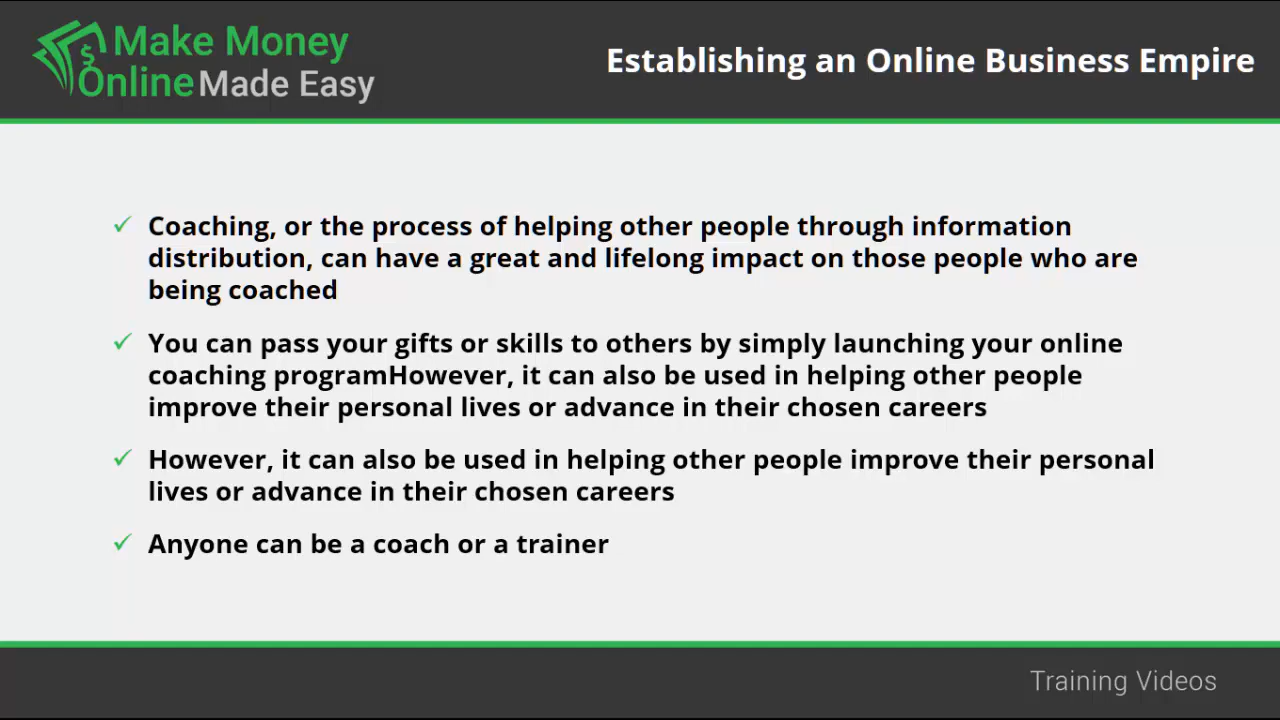 Make Money
Online Made Easy
Establishing an Online Business Empire
Coaching, or the process of helping other people through information
distribution, can have a great and lifelong impact on those people who are
being coached
You can pass your gifts or skills to others by simply launching your online
coaching programHowever, it can also be used in helping other people
improve their personal lives or advance in their chosen careers
However, it can also be used in helping other people improve their personal
lives or advance in their chosen careers
Anyone can be a coach or a trainer
Training Videos